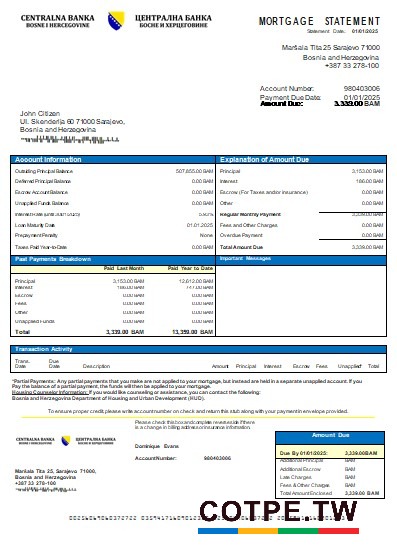 CENTRALNA BANKA
BOSNE I HERCEGOVINE
ЦЕНТРАЛНА БАНКА
БОСНЕ И ХЕРЦЕГОВИНЕ
MORTGAGE STATEMENT
Statement Date: 01/01/2025
Maršala Tita 25 Sarajevo 71000
Bosnia and Herzegovina
+387 33 278-100
Account Number: 980403006
Payment Due Date: 01/01/2025
Amount Due: 3,339.00 BAM
John Citizen
Ul. Skenderija 60 71000 Sarajevo,
Bosnia and Herzegovina
Account Information
Outstanding Principal Balance 507,855.00 BAM
Deferred Principal Balance 0.00 BAM
Escrow Account Balance 0.00 BAM
Unapplied Funds Balance 0.00 BAM
Loan Maturity Date 01.01.2025
Prepayment Penalty None
Taxes Paid Year-to-Date 0.00 BAM
Explanation of Amount Due
Principal 3,153.00 BAM
Interest 186.00 BAM
Escrow (For Taxes and/or Insurance) 0.00 BAM
Other 0.00 BAM
Regular Monthly Payment 3,339.00 BAM
Fees and Other Charges 0.00 BAM
Overdue Payment 0.00 BAM
Total Amount Due 3,339.00 BAM
Past Payments Breakdown
Paid Last Month Paid Year to Date
Principal 3,153.00 BAM 12,612.00 BAM
Interest 186.00 BAM 747.00 BAM
Escrow 0.00 BAM 0.00 BAM
Fees 0.00 BAM 0.00 BAM
Other 0.00 BAM 0.00 BAM
Unapplied Funds 0.00 BAM 0.00 BAM
Total 3,339.00 BAM 13,359.00 BAM
Important Messages
Transaction Activity
Trans. Date Due Date Description Amount Principal Interest Escrow Fees Unapplied* Total
*Partial Payments: Any partial payments that you make are not applied to your mortgage, but instead are held in a separate unapplied account. If you
Pay the balance of a partial payment, the funds will then be applied to your mortgage.
Housing Counselor Information: If you would like counseling or assistance, you can contact the following:
Bosnia and Herzegovina Department of Housing and Urban Development (HUD).
To ensure proper credit please write account number on check and return this stub along with your payment in envelope provided.
CENTRALNA BANKA
BOSNE I HERCEGOVINE
ЦЕНТРАЛНА БАНКА
БОСНЕ И ХЕРЦЕГОВИНЕ
Please check this box and reverse side if there
is a change in billing address or insurance information.
Dominique Evans
Account Number: 980403006
Maršala Tita 25, Sarajevo 71000,
Bosnia and Herzegovina
+387 33 278-100
Amount Due
Due By 01/01/2025: 3,339.00 BAM
Additional Principal BAM
Additional Escrow BAM
Late Charges BAM
Fees and Other Charges BAM
Total Amount Enclosed 3,339.00 BAM
COTPE.TW